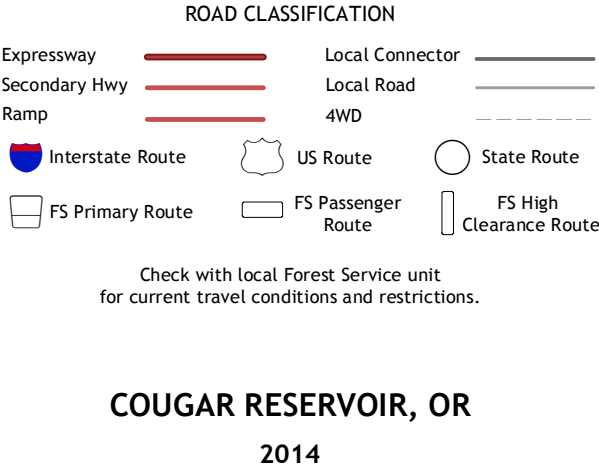 ROAD CLASSIFICATION
Expressway
Local Connector
Secondary Hwy
Local Road
Ramp
4WD
Interstate Route
US Route
State Route
FS Primary Route
FS Passenger
Route
FS High
Clearance Route
Check with local Forest Service unit
for current travel conditions and restrictions.
COUGAR RESERVOIR, OR
2014